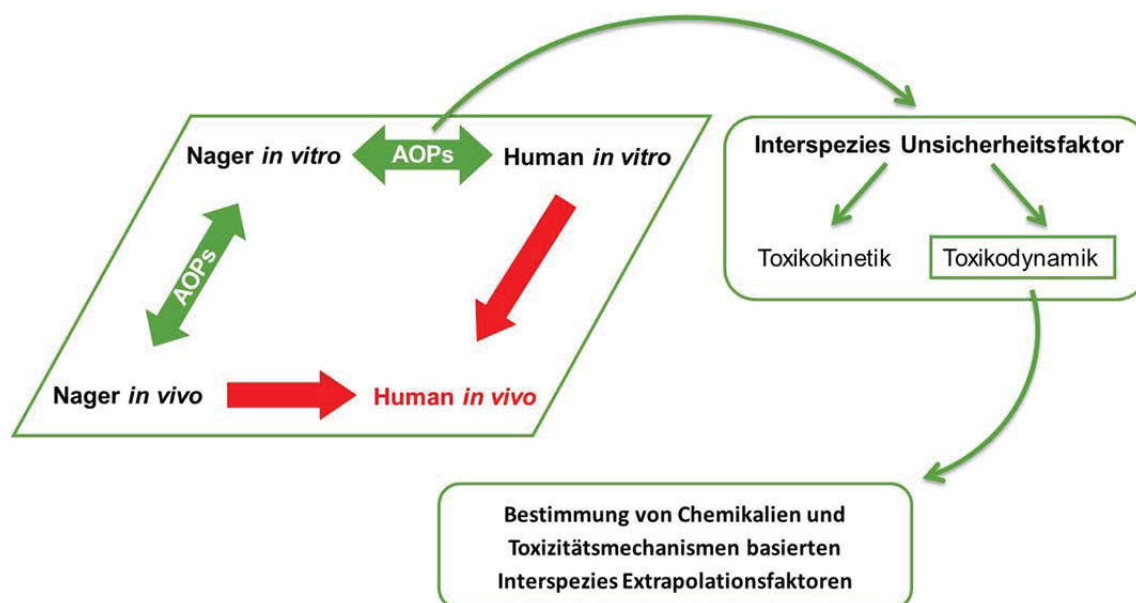 Nager in vitro
AOPs
Human in vitro
AOPs
Nager in vivo
Human in vivo
Interspezies Unsicherheitsfaktor
Toxikokinetik
Toxikodynamik
Bestimmung von Chemikalien und
Toxizitätsmechanismen basierten
Interspezies Extrapolationsfaktoren